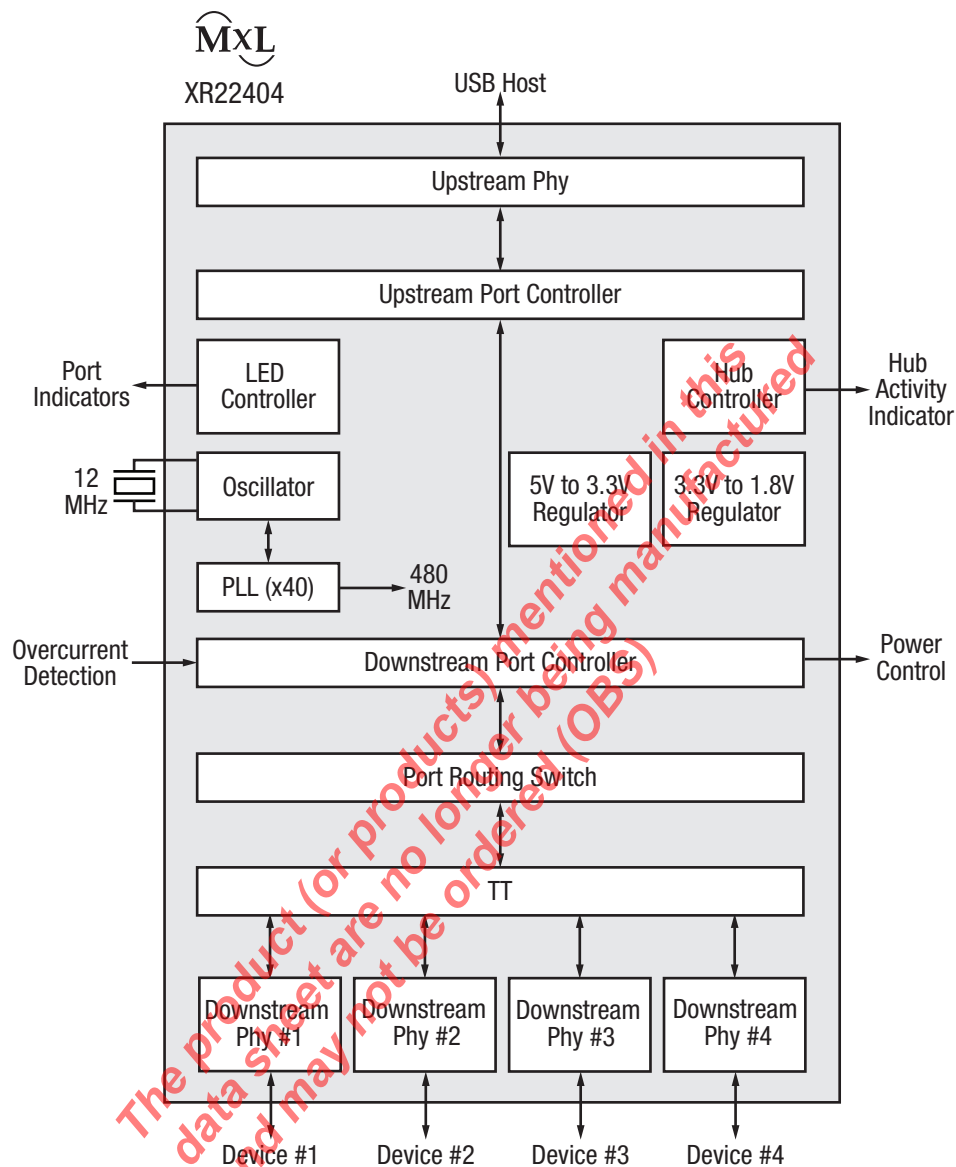 MxL
XR22404
USB Host
Upstream Phy
Upstream Port Controller
Port
Indicators
LED
Controller
Hub
Controller
Hub
Activity
Indicator
12
MHz
Oscillator
5V to 3.3V
Regulator
3.3V to 1.8V
Regulator
PLL (x40)
480
MHz
Overcurrent
Detection
Downstream Port Controller
Power
Control
Port Routing Switch
TT
Downstream
Phy #1
Downstream
Phy #2
Downstream
Phy #3
Downstream
Phy #4
Device #1
Device #2
Device #3
Device #4
The product (or products) mentioned in this
data sheet are no longer being manufactured
nd may not be ordered (OBS)